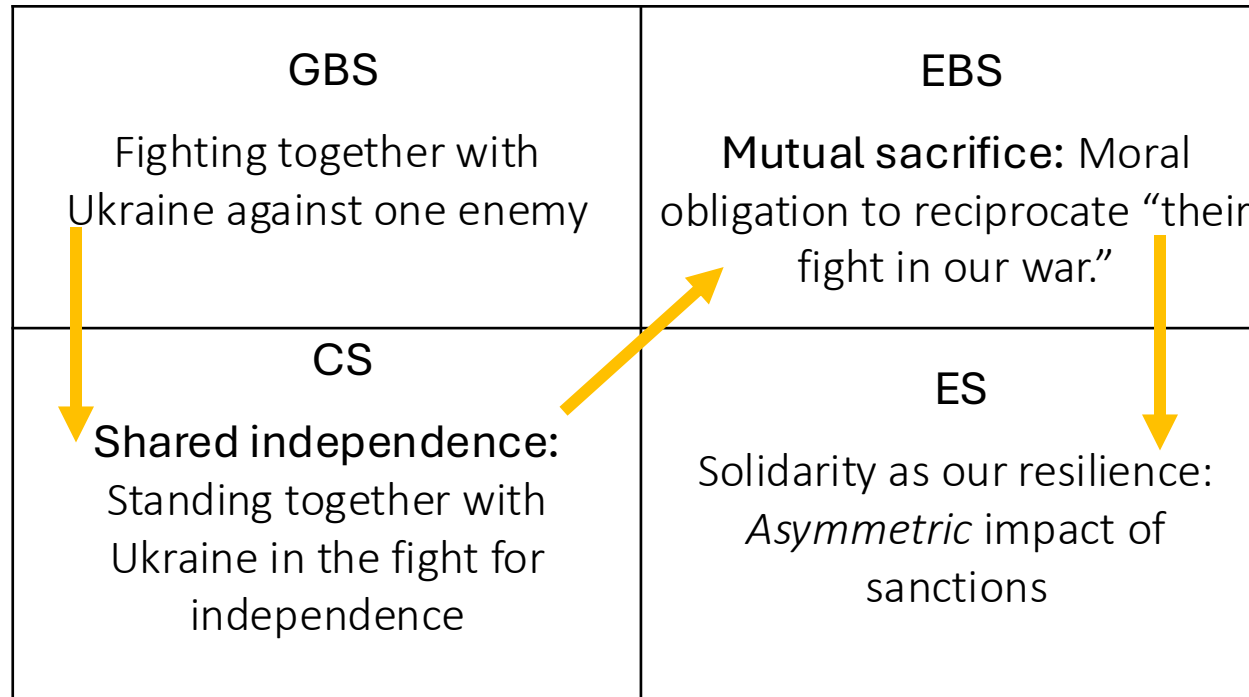 GBS
Fighting together with
Ukraine against one enemy
EBS
Mutual sacrifice: Moral
obligation to reciprocate “their
fight in our war.”
CS
Shared independence:
Standing together with
Ukraine in the fight for
independence
ES
Solidarity as our resilience:
Asymmetric impact of
sanctions